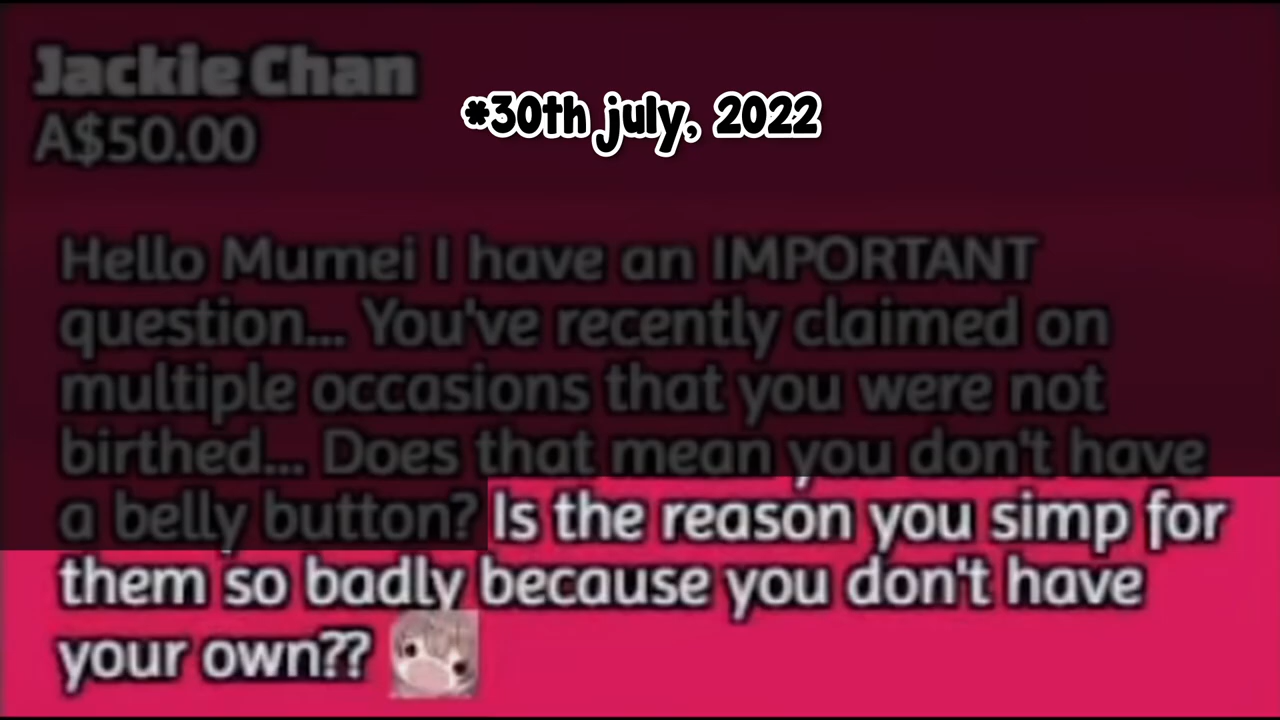 Jackie Chan
*30th july, 2022
A$50.00
Hello Mumei I have an IMPORTANT
question... You've recently claimed on
multiple occasions that you were not
birthed... Does that mean you don't have
a belly button? Is the reason you simp for
them so badly because you don't have
your own??